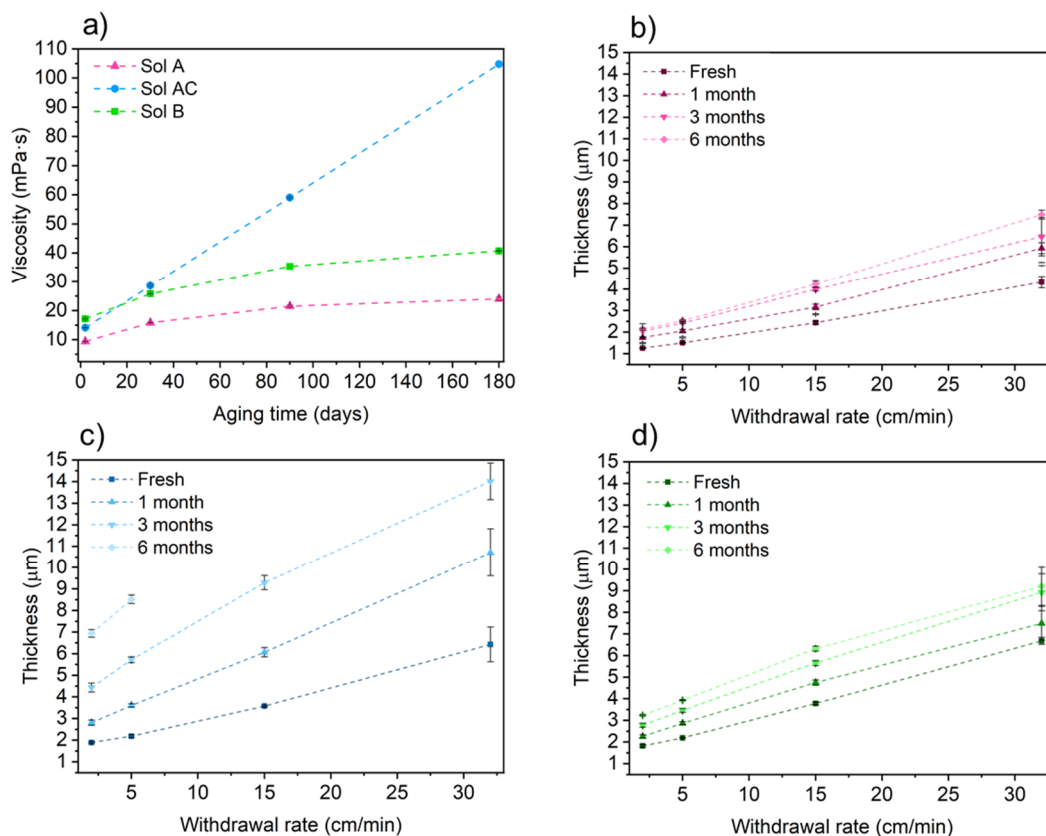 a)
Sol A
Sol AC
Sol B
110
100
90
80
70
60
50
40
30
20
10
Viscosity (mPa·s)
0 20 40 60 80 100 120 140 160 180
Aging time (days)
b)
Fresh
1 month
3 months
6 months
15
14
13
12
11
10
9
8
7
6
5
4
3
2
1
Thickness (μm)
5 10 15 20 25 30
Withdrawal rate (cm/min)
c)
Fresh
1 month
3 months
6 months
15
14
13
12
11
10
9
8
7
6
5
4
3
2
1
Thickness (μm)
5 10 15 20 25 30
Withdrawal rate (cm/min)
d)
Fresh
1 month
3 months
6 months
15
14
13
12
11
10
9
8
7
6
5
4
3
2
1
Thickness (μm)
5 10 15 20 25 30
Withdrawal rate (cm/min)